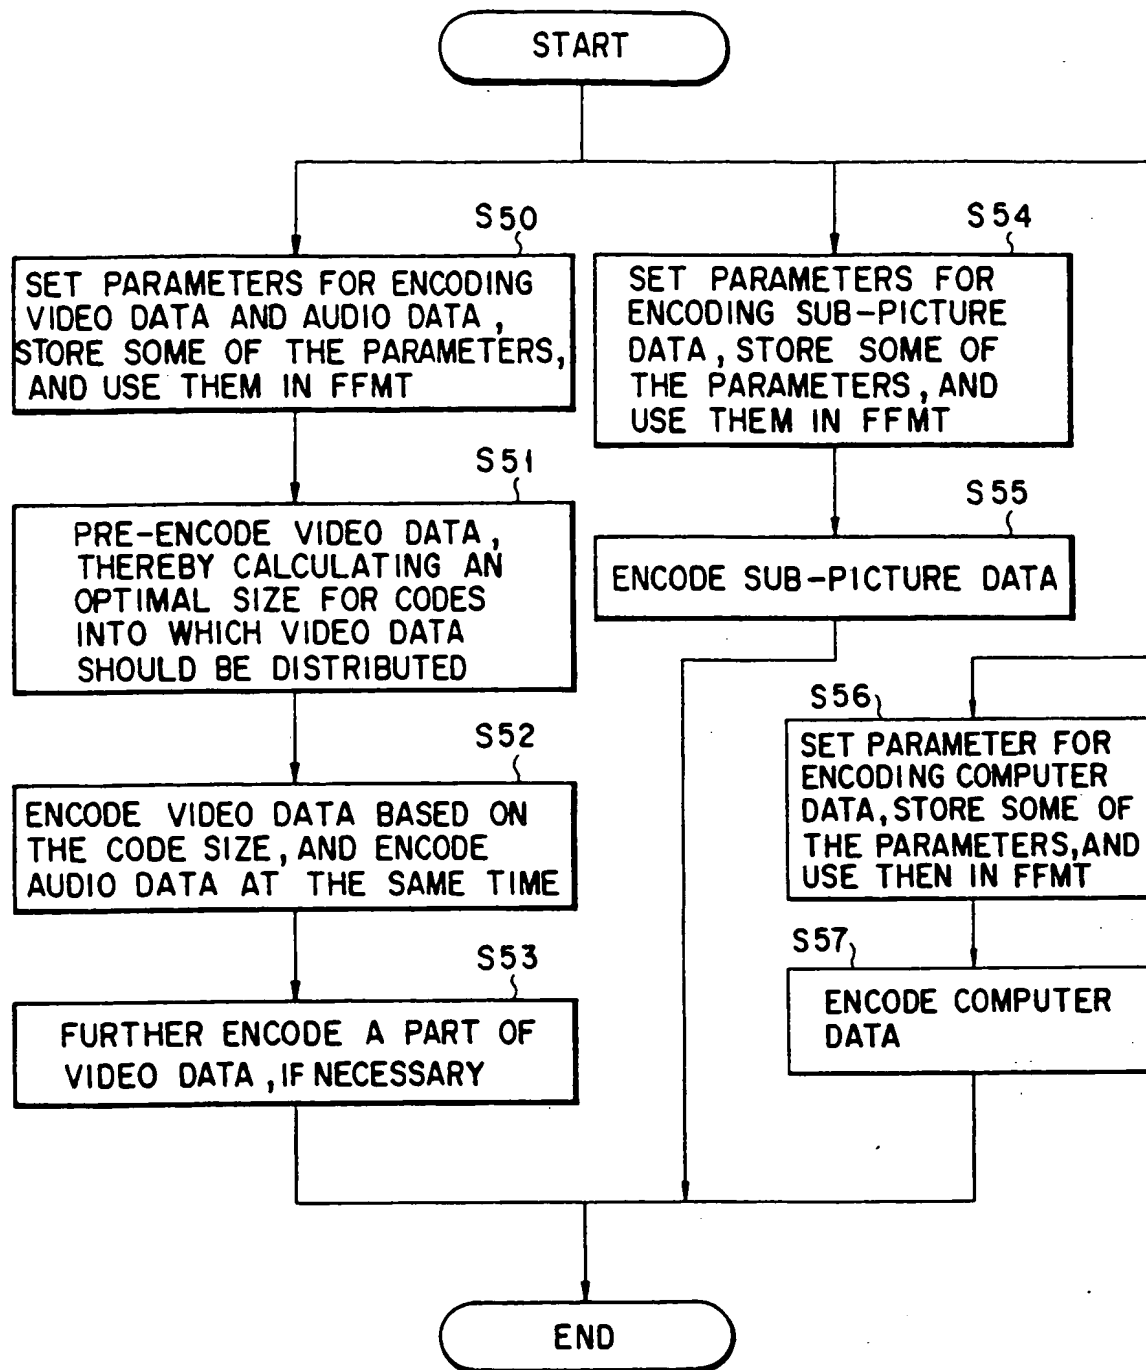 START
S50
SET PARAMETERS FOR ENCODING
VIDEO DATA AND AUDIO DATA,
STORE SOME OF THE PARAMETERS,
AND USE THEM IN FFMT
S51
PRE-ENCODE VIDEO DATA,
THEREBY CALCULATING AN
OPTIMAL SIZE FOR CODES
INTO WHICH VIDEO DATA
SHOULD BE DISTRIBUTED
S52
ENCODE VIDEO DATA BASED ON
THE CODE SIZE, AND ENCODE
AUDIO DATA AT THE SAME TIME
S53
FURTHER ENCODE A PART OF
VIDEO DATA, IF NECESSARY
S54
SET PARAMETERS FOR
ENCODING SUB-PICTURE
DATA, STORE SOME OF
THE PARAMETERS, AND
USE THEM IN FFMT
S55
ENCODE SUB-PICTURE DATA
S56
SET PARAMETER FOR
ENCODING COMPUTER
DATA, STORE SOME OF
THE PARAMETERS, AND
USE THEN IN FFMT
S57
ENCODE COMPUTER
DATA
END